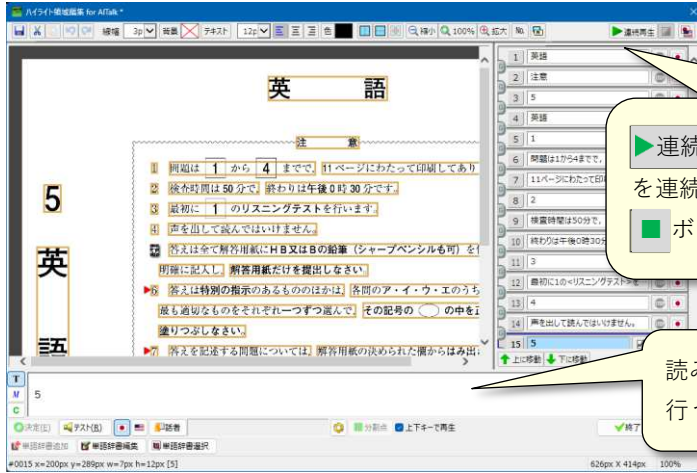 ハイライト領域編集 for AITalk *
線幅 3p 背景 テキスト 12p 色 縮小 100% 拡大 No. 連続再生
英 語
注 意
1 問題は 1 から 4 までで、11 ページにわたって印刷してあり
2 検査時間は50分で、終わりは午後0時30分です。
3 最初に 1 のリスニングテストを行います。
4 声を出して読んではいけません。
答えは全て解答用紙にＨＢ又はＢの鉛筆（シャープペンシルも可）を使
明確に記入し、解答用紙だけを提出しなさい。
6 答えは特別の指示のあるもののほかは、各問のア・イ・ウ・エのうち
最も適切なものをそれぞれ一つずつ選んで、その記号の の中を正
塗りつぶしなさい。
7 答えを記述する問題については、解答用紙の決められた欄からはみ出
5
英
語
1 英語
2 注意
3 5
4 英語
5 1
6 問題は1から4までで、
7 11ページにわたって印
8 2
9 検査時間は50分で、
10 終わりは午後0時30分
11 3
12 最初に1の<リスニングテスト>を
13 4
14 声を出して読んではいけません。
15 5
上に移動 下に移動
▶連続
を連続
■ ボ
読み
行
T
M 5
C
決定(E) テスト(R) 話者 分割点 上下キーで再生 終了
単語辞書追加 単語辞書編集 単語辞書選択
#0015 x=200px y=289px w=7px h=12px [5] 626px X 414px 100%